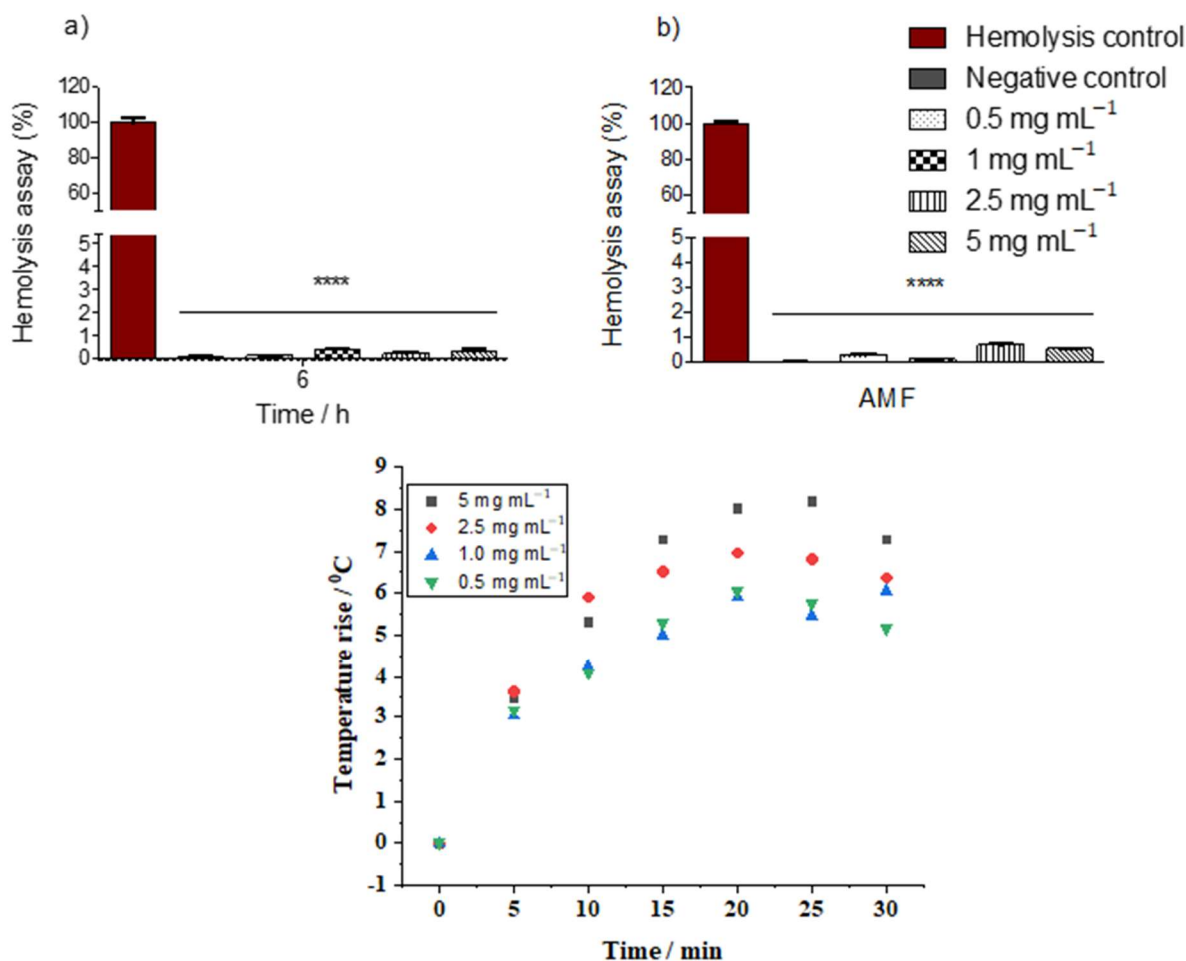 a)
Hemolysis assay (%)
120
100
80
60
5
4
3
2
1
0
****
6
Time / h
b)
Hemolysis assay (%)
120
100
80
60
5
4
3
2
1
0
****
AMF
Hemolysis control
Negative control
0.5 mg mL⁻¹
1 mg mL⁻¹
2.5 mg mL⁻¹
5 mg mL⁻¹
Temperature rise / ⁰C
9
8
7
6
5
4
3
2
1
0
-1
5 mg mL⁻¹
2.5 mg mL⁻¹
1.0 mg mL⁻¹
0.5 mg mL⁻¹
0 5 10 15 20 25 30
Time / min